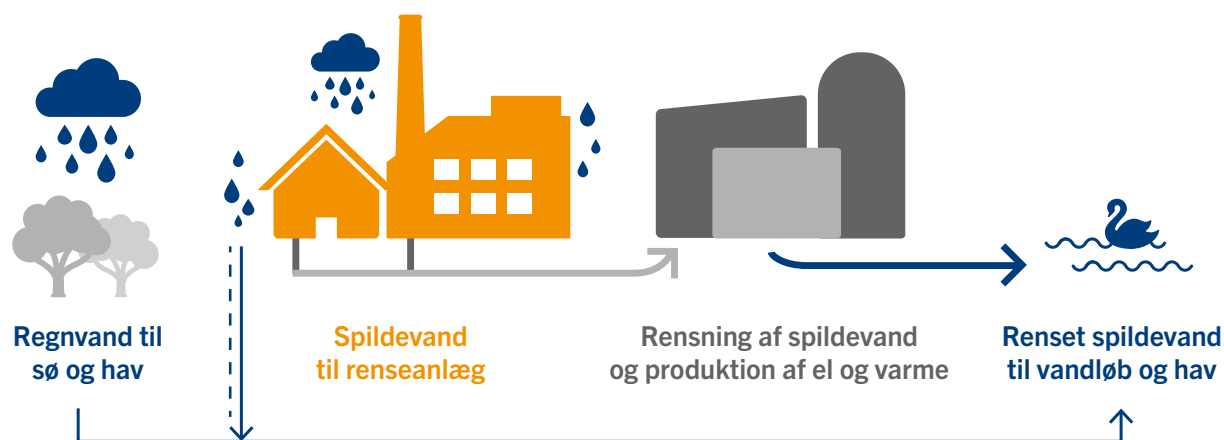 Regnvand til
sø og hav
Spildevand
til renseanlæg
Rensning af spildevand
og produktion af el og varme
Renset spildevand
til vandløb og hav